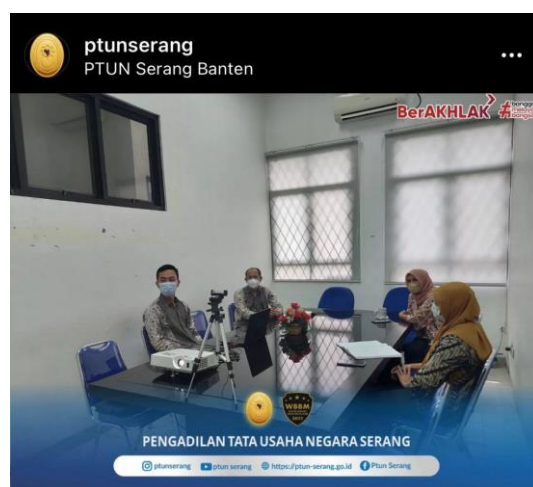 ptunserang
PTUN Serang Banten
BerAKHLAK
WBBM
PENGADILAN TATA USAHA NEGARA SERANG
ptunserang ptun serang https://ptun-serang.go.id Ptun Serang